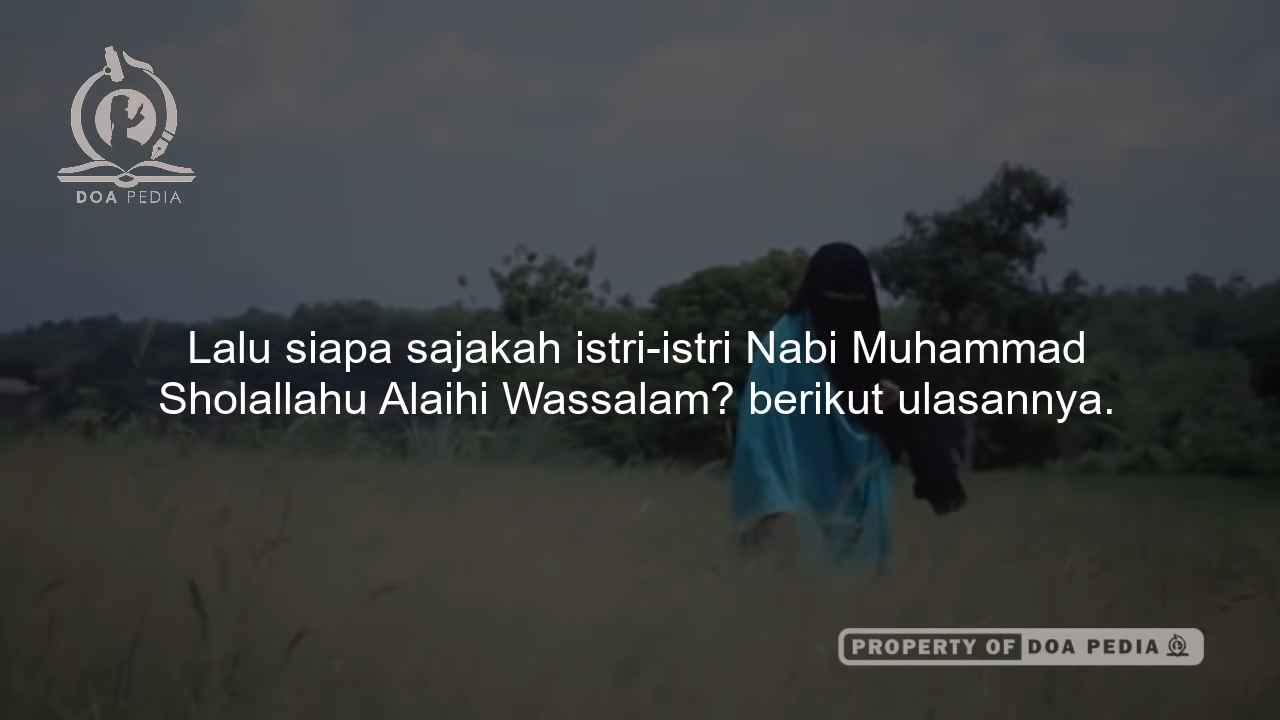 DOA PEDIA
Lalu siapa sajakah istri-istri Nabi Muhammad
Sholallahu Alaihi Wassalam? berikut ulasannya.
PROPERTY OF DOA PEDIA